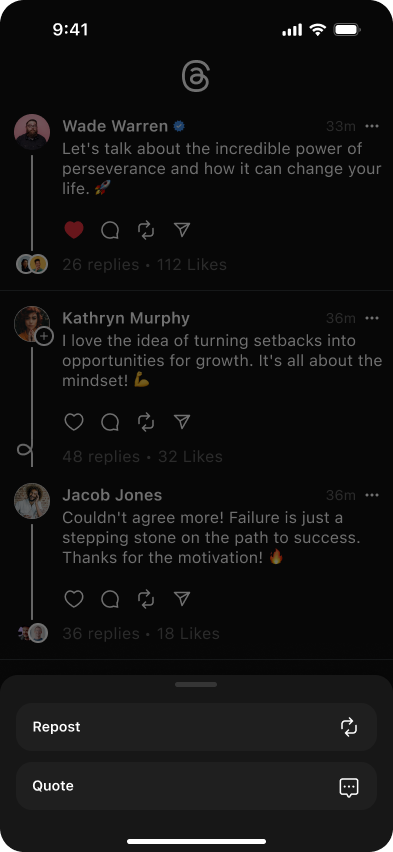 9:41
Wade Warren 33m
Let's talk about the incredible power of
perseverance and how it can change your
life. 🚀
26 replies • 112 Likes
Kathryn Murphy 36m
I love the idea of turning setbacks into
opportunities for growth. It's all about the
mindset! 💪
48 replies • 32 Likes
Jacob Jones 36m
Couldn't agree more! Failure is just a
stepping stone on the path to success.
Thanks for the motivation! 🔥
36 replies • 18 Likes
Repost
Quote